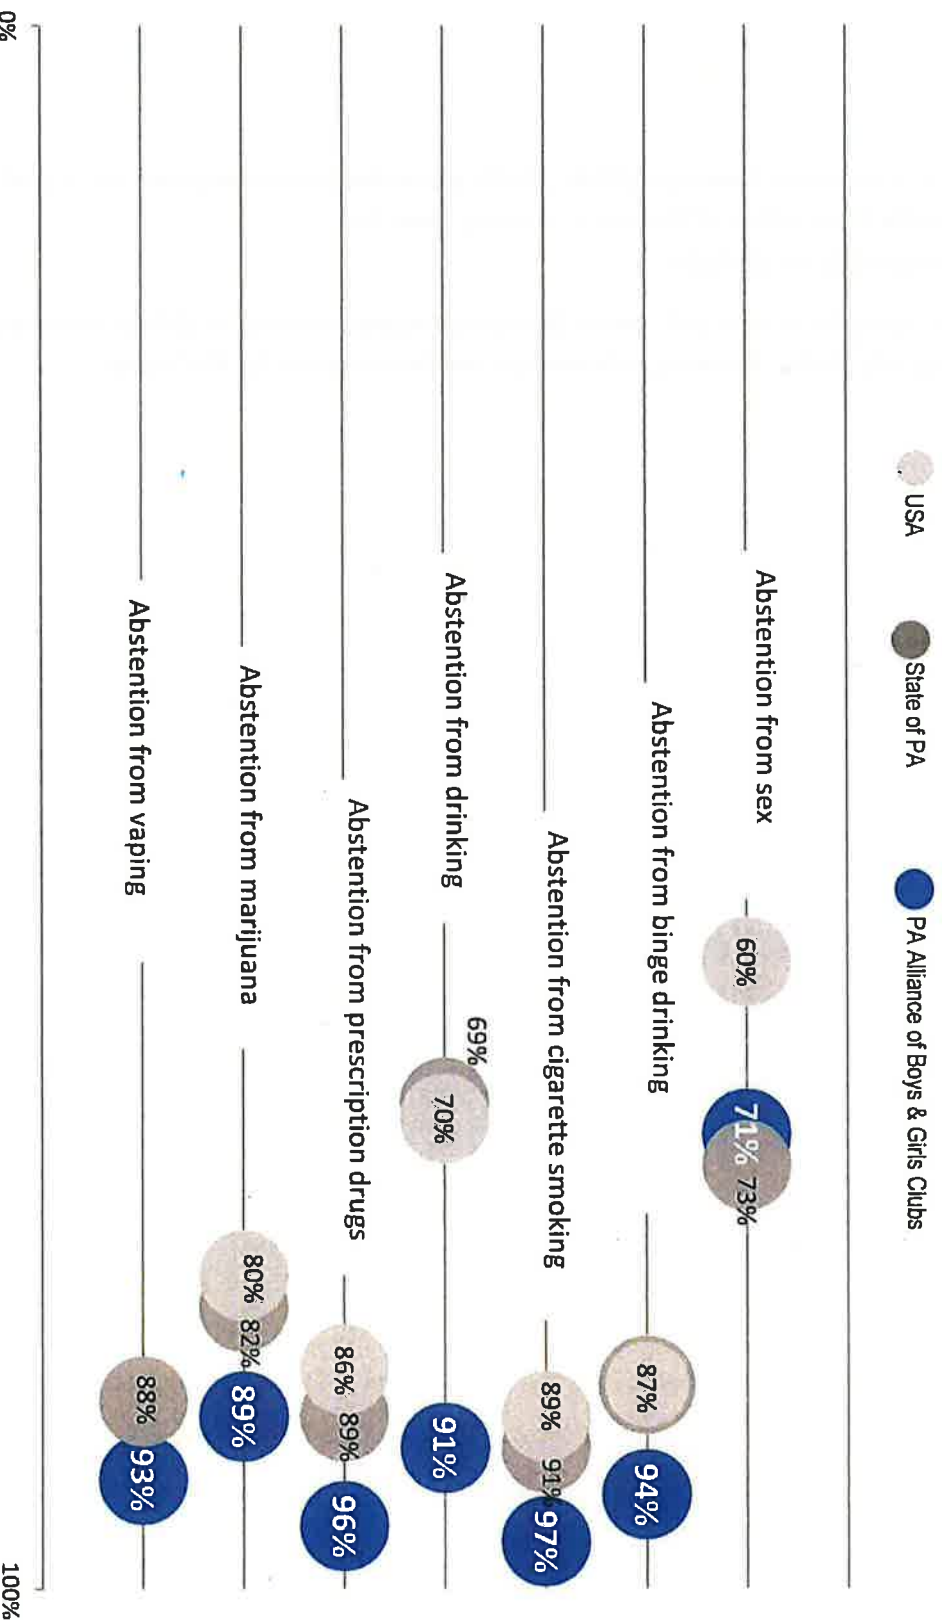 USA
State of PA
PA Alliance of Boys & Girls Clubs
Abstention from sex
60%
71%
73%
Abstention from binge drinking
87%
94%
Abstention from cigarette smoking
89%
91%
97%
Abstention from drinking
69%
70%
91%
Abstention from prescription drugs
86%
89%
96%
Abstention from marijuana
80%
82%
89%
Abstention from vaping
88%
93%
0%
100%